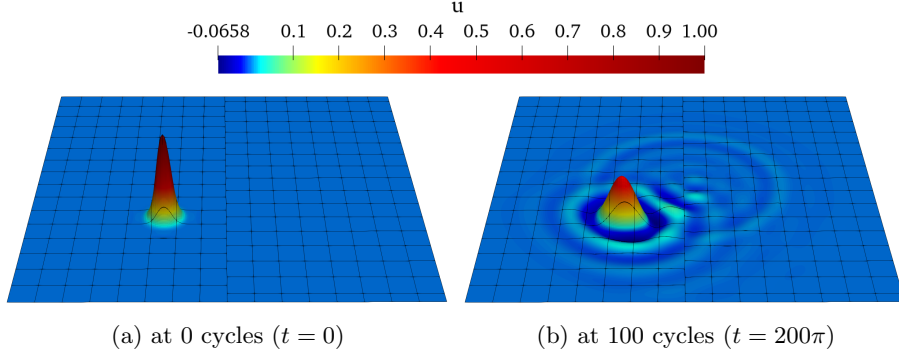 u
-0.0658 0.1 0.2 0.3 0.4 0.5 0.6 0.7 0.8 0.9 1.00
(a) at 0 cycles (t = 0)
(b) at 100 cycles (t = 200π)